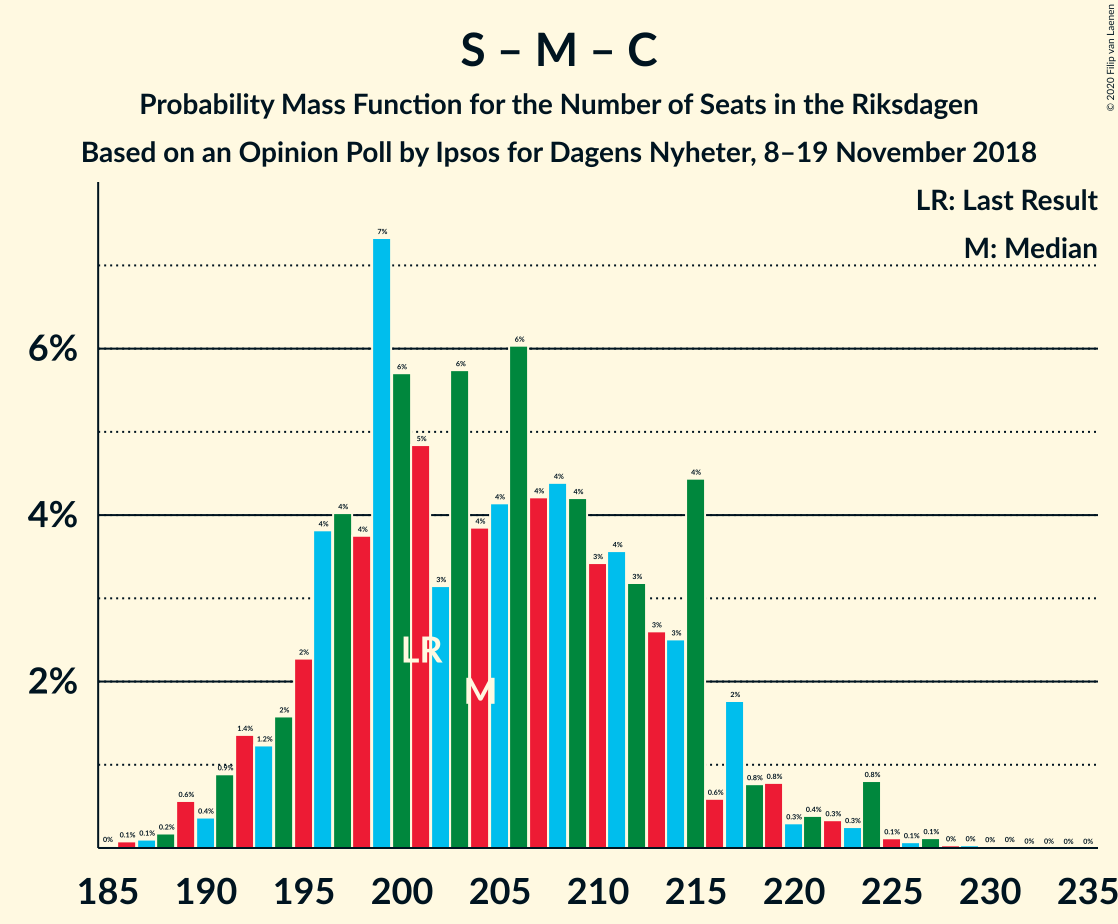 S – M – C
Probability Mass Function for the Number of Seats in the Riksdagen
Based on an Opinion Poll by Ipsos for Dagens Nyheter, 8–19 November 2018
© 2020 Filip van Laenen
LR: Last Result
M: Median
6%
4%
2%
0% 0.1% 0.1% 0.2% 0.6% 0.4% 0.9% 1.4% 1.2% 2% 2% 4% 4% 4% 7% 6% 5% 3% 6% 4% 4% 6% 4% 4% 4% 3% 4% 3% 3% 3% 4% 0.6% 2% 0.8% 0.8% 0.3% 0.4% 0.3% 0.3% 0.8% 0.1% 0.1% 0.1% 0% 0% 0% 0% 0% 0% 0% 0%
LR
M
185 190 195 200 205 210 215 220 225 230 235